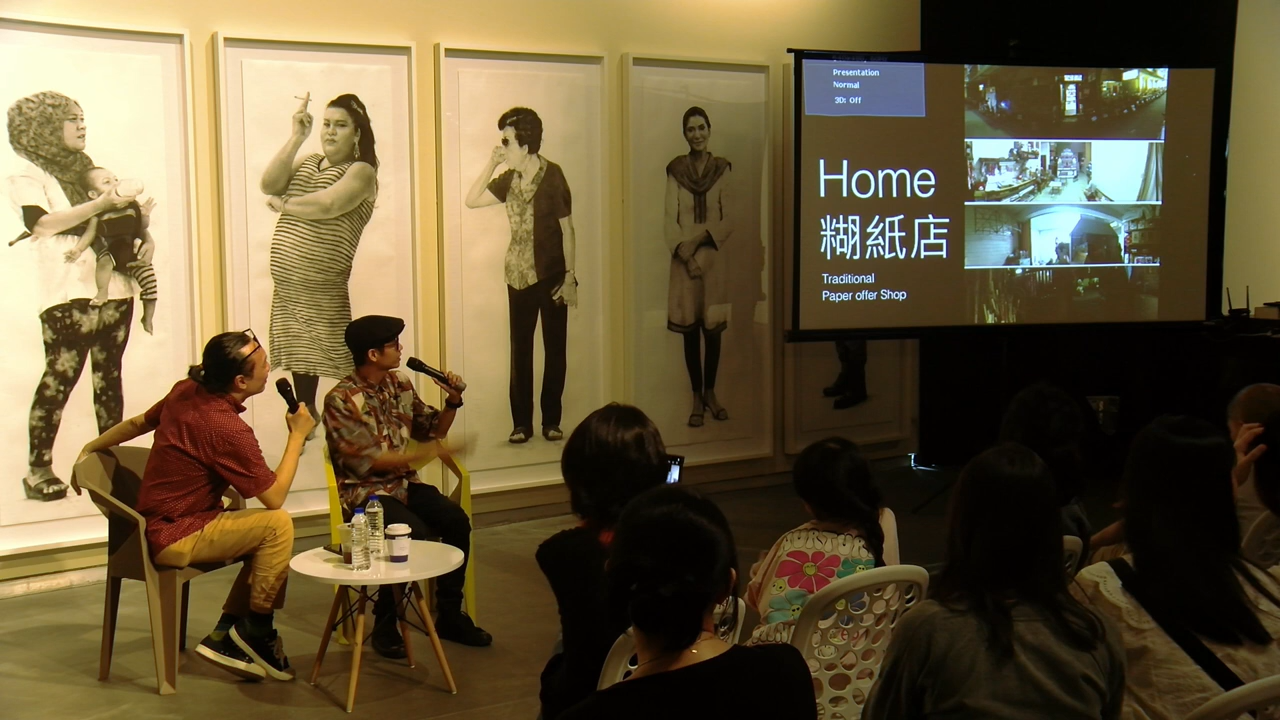 Presentation
Normal
3D: Off
Home
糊紙店
Traditional
Paper offer Shop